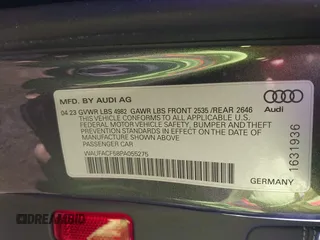 MFD. BY AUDI AG
04 23 GVWR LBS 4982 GAWR LBS FRONT 2535 /REAR 2646
THIS VEHICLE CONFORMS TO ALL APPLICABLE U.S.
FEDERAL MOTOR VEHICLE SAFETY, BUMPER AND THEFT
PREVENTION STANDARDS IN EFFECT ON THE DATE OF
MANUFACTURE SHOWN ABOVE.
PASSENGER CAR
WAUFACF58PA055275
GERMANY
Audi
1631936
DREAMBID